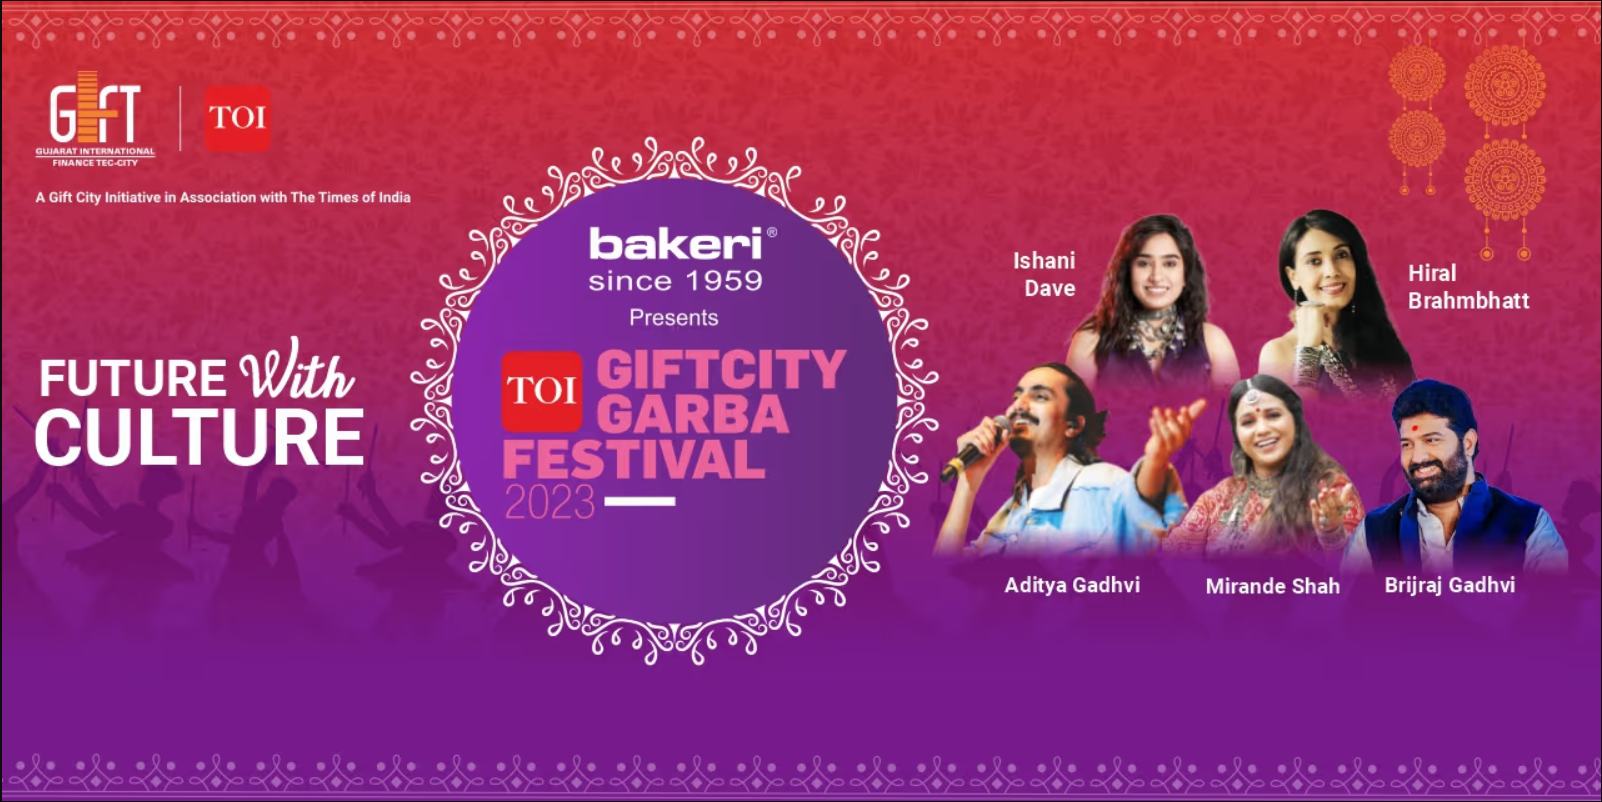 GIFT
GUJARAT INTERNATIONAL
FINANCE TEC-CITY
TOI
A Gift City Initiative in Association with The Times of India
FUTURE With
CULTURE
bakeri®
since 1959
Presents
TOI
GIFTCITY
GARBA
FESTIVAL
2023
Ishani
Dave
Hiral
Brahmbhatt
Aditya Gadhvi
Mirande Shah
Brijraj Gadhvi